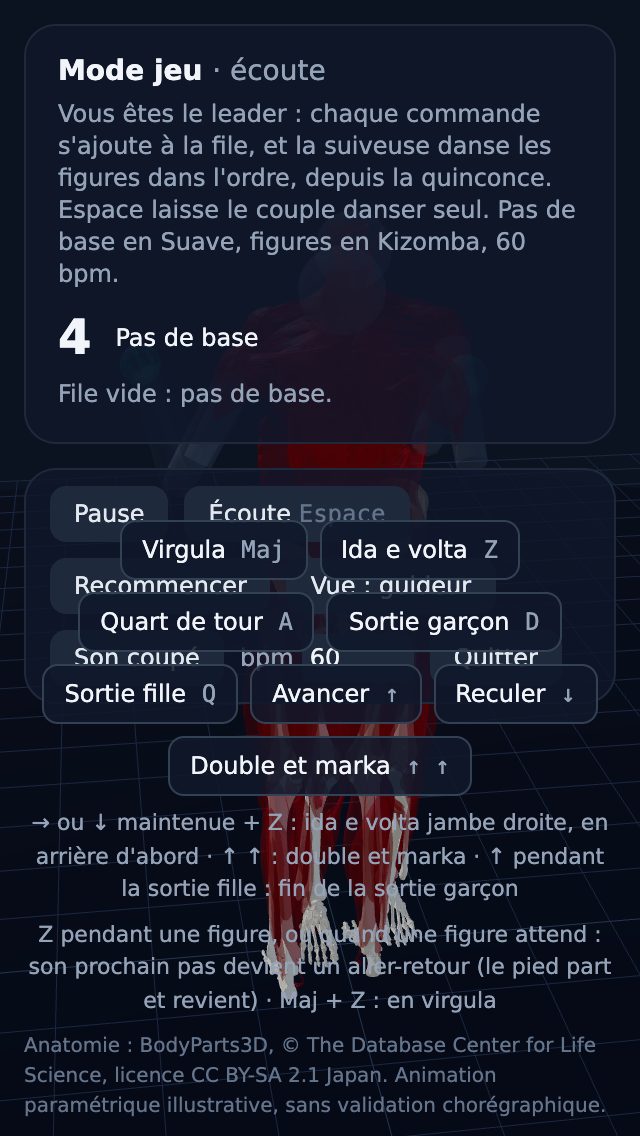 Mode jeu · écoute
Vous êtes le leader : chaque commande
s'ajoute à la file, et la suiveuse danse les
figures dans l'ordre, depuis la quinconce.
Espace laisse le couple danser seul. Pas de
base en Suave, figures en Kizomba, 60
bpm.
4 Pas de base
File vide : pas de base.
Pause Écoute Espace
Virgula Maj Ida e volta Z
Recommencer Vue : guideur
Quart de tour A Sortie garçon D
Son coupé bpm 60 Quitter
Sortie fille Q Avancer ↑ Reculer ↓
Double et marka ↑ ↑
→ ou ↓ maintenue + Z : ida e volta jambe droite, en
arrière d'abord · ↑ ↑ : double et marka · ↑ pendant
la sortie fille : fin de la sortie garçon
Z pendant une figure, ou quand une figure attend :
son prochain pas devient un aller-retour (le pied part
et revient) · Maj + Z : en virgula
Anatomie : BodyParts3D, © The Database Center for Life
Science, licence CC BY-SA 2.1 Japan. Animation
paramétrique illustrative, sans validation chorégraphique.